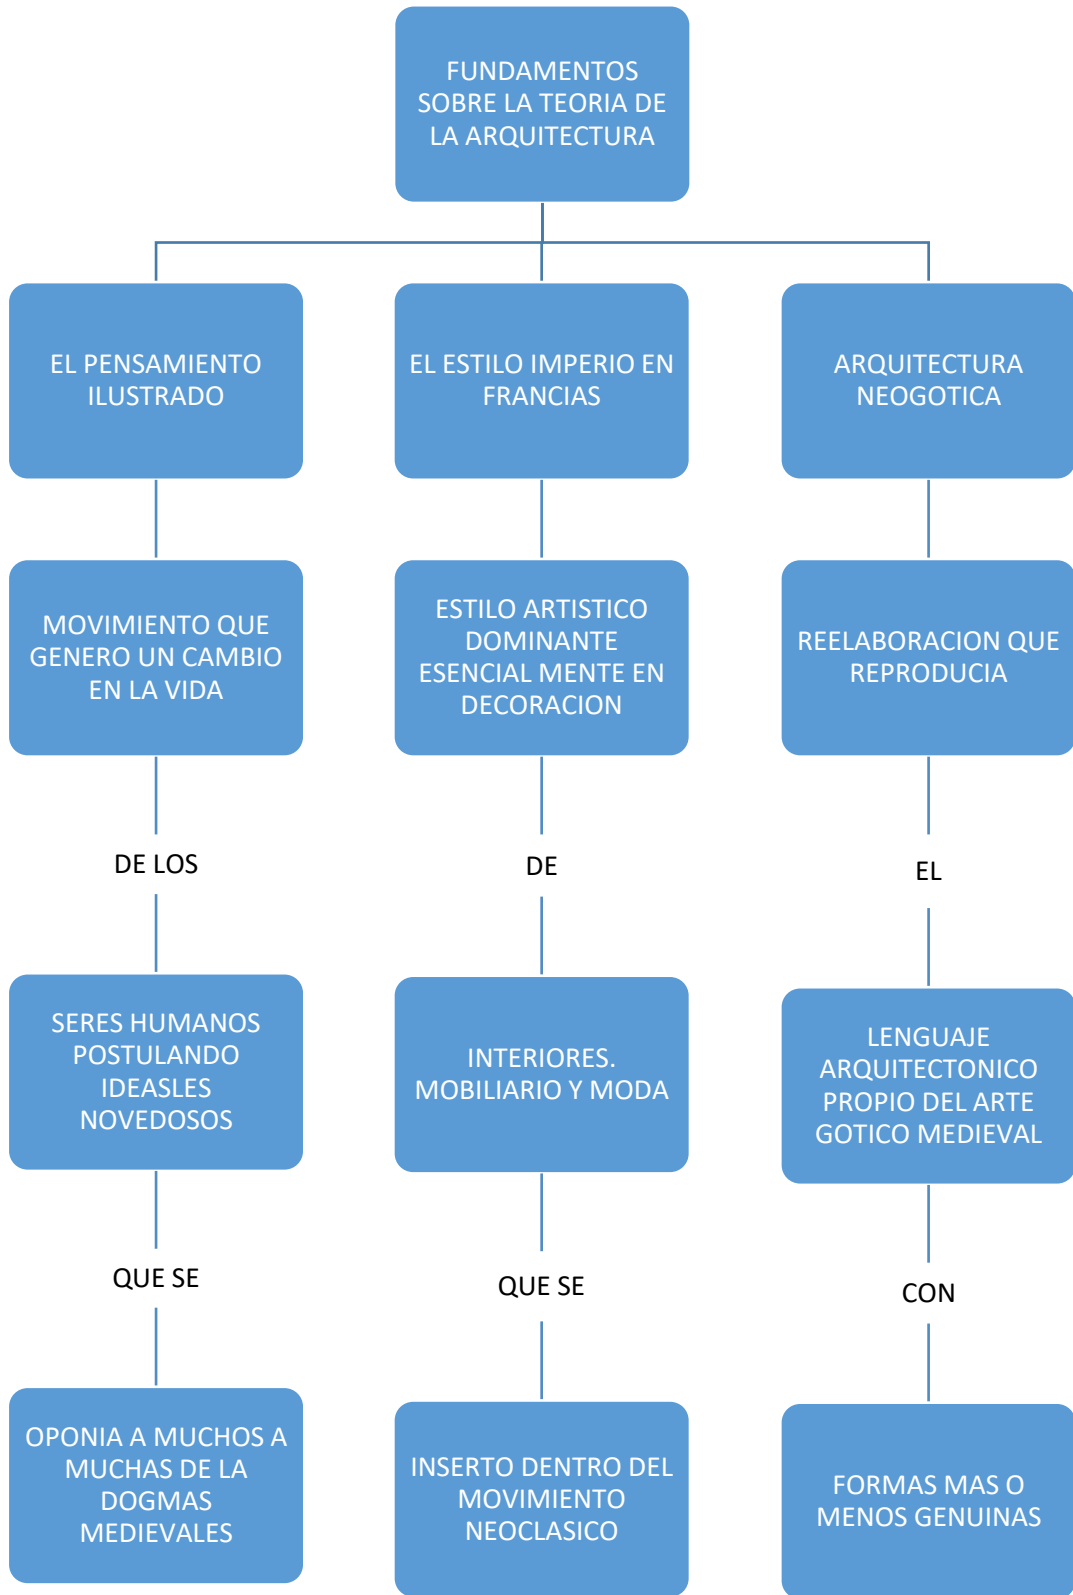 FUNDAMENTOS
SOBRE LA TEORIA DE
LA ARQUITECTURA
EL PENSAMIENTO
ILUSTRADO
EL ESTILO IMPERIO EN
FRANCIAS
ARQUITECTURA
NEOGOTICA
MOVIMIENTO QUE
GENERO UN CAMBIO
EN LA VIDA
ESTILO ARTISTICO
DOMINANTE
ESENCIAL MENTE EN
DECORACION
REELABORACION QUE
REPRODUCIA
DE LOS
DE
EL
SERES HUMANOS
POSTULANDO
IDEASLES
NOVEDOSOS
INTERIORES.
MOBILIARIO Y MODA
LENGUAJE
ARQUITECTONICO
PROPIO DEL ARTE
GOTICO MEDIEVAL
QUE SE
QUE SE
CON
OPONIA A MUCHOS A
MUCHAS DE LA
DOGMAS
MEDIEVALES
INSERTO DENTRO DEL
MOVIMIENTO
NEOCLASICO
FORMAS MAS O
MENOS GENUINAS